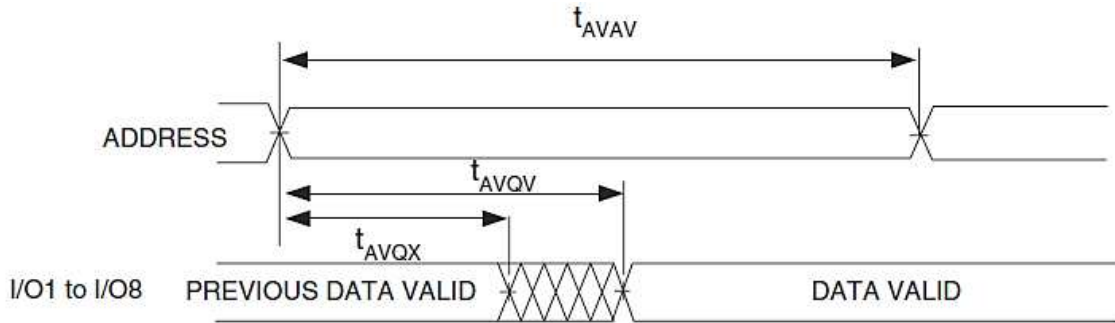 tAVAV
ADDRESS
tAVQV
tAVQX
I/O1 to I/O8 PREVIOUS DATA VALID DATA VALID